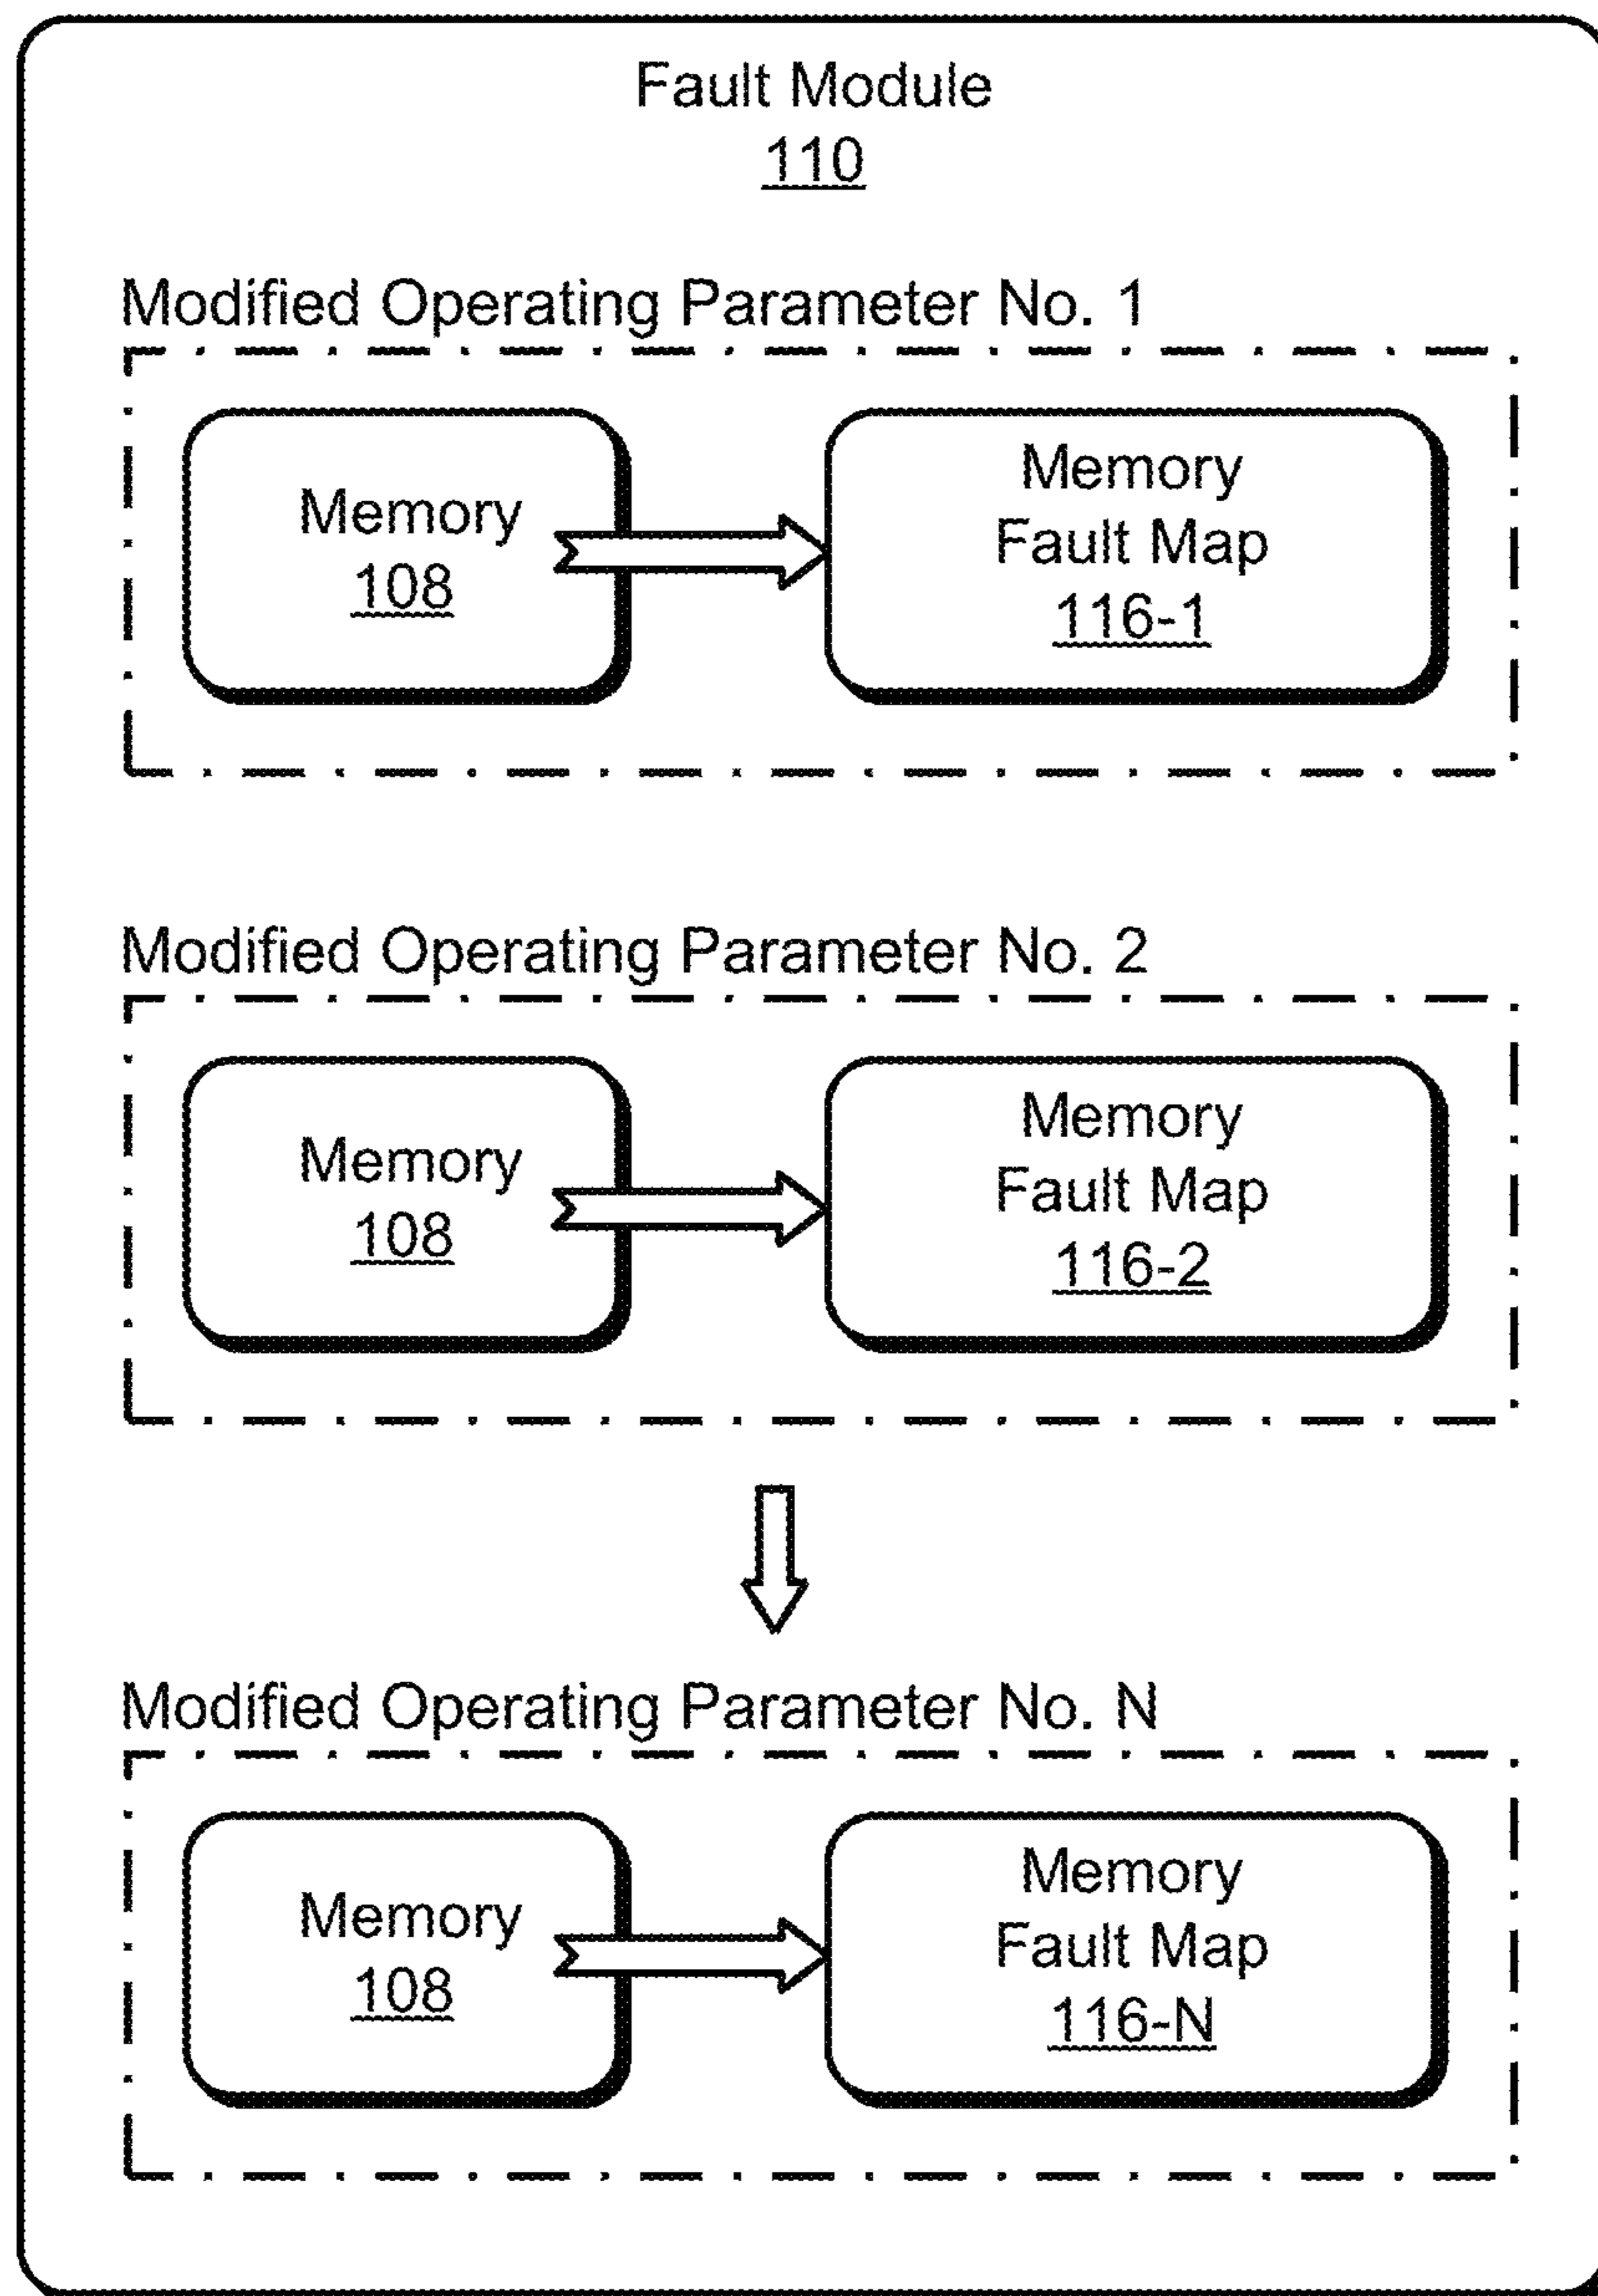 Fault Module
110
Modified Operating Parameter No. 1
Memory
108
Memory
Fault Map
116-1
Modified Operating Parameter No. 2
Memory
108
Memory
Fault Map
116-2
Modified Operating Parameter No. N
Memory
108
Memory
Fault Map
116-N